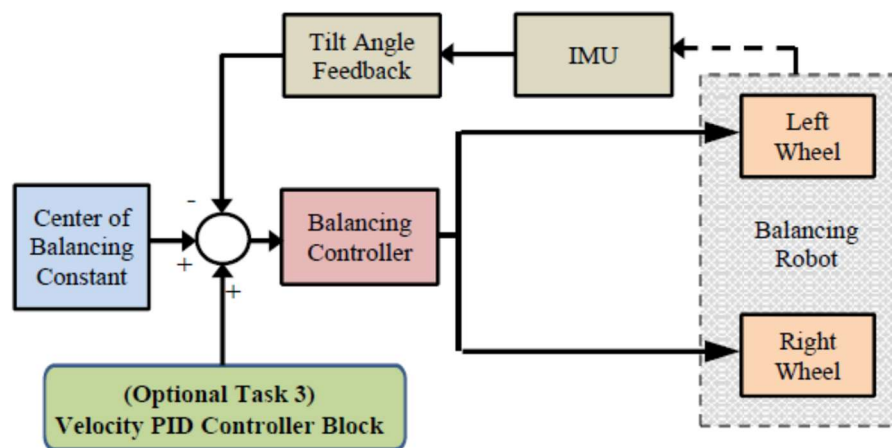 Tilt Angle
Feedback
IMU
Left
Wheel
-
Center of
Balancing
Constant
+
+
Balancing
Controller
Balancing
Robot
Right
Wheel
(Optional Task 3)
Velocity PID Controller Block